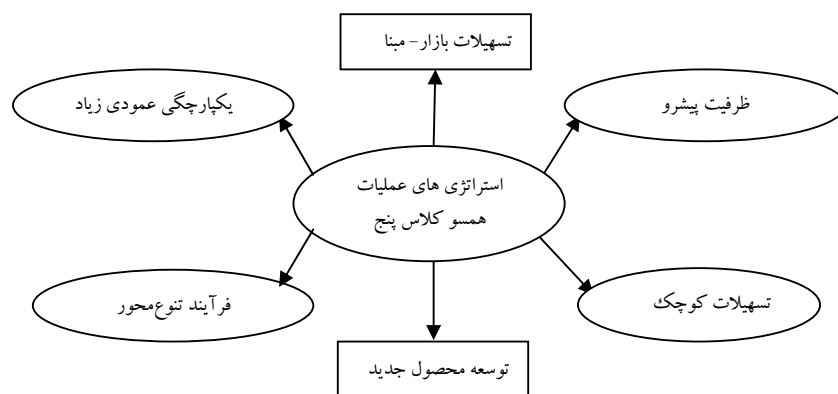 تسهیلات بازار– مبنا
یکپارچگی عمودی زیاد
ظرفیت پیشرو
استراتژی های عملیات
همسو کلاس پنج
فرآیند تنوع‌محور
تسهیلات کوچک
توسعه محصول جدید